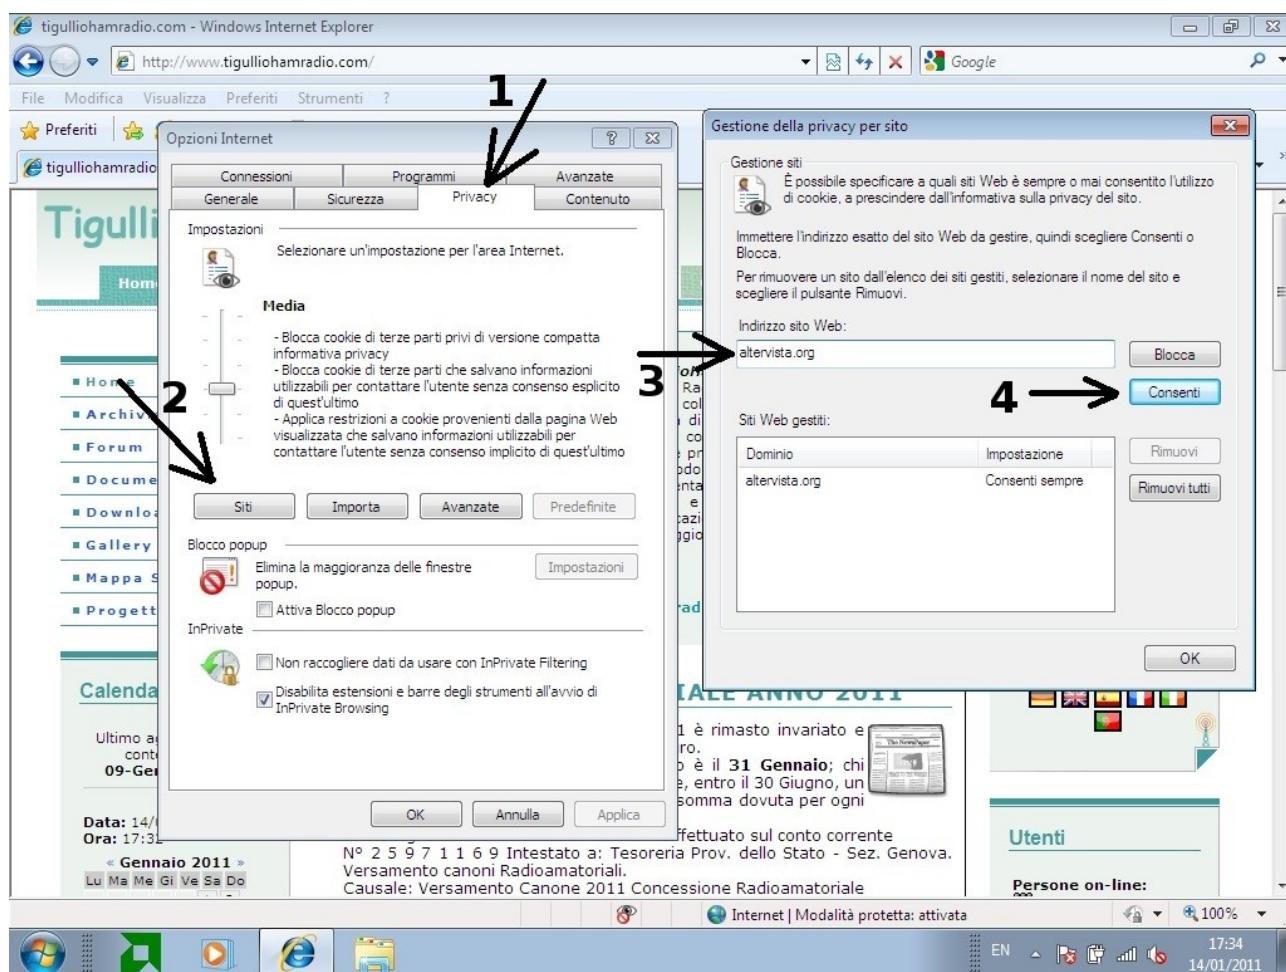 tigulliohamradio.com - Windows Internet Explorer
http://www.tigulliohamradio.com/
Google
File Modifica Visualizza Preferiti Strumenti ?
1
Preferiti
tigulliohamradio
Tigulli
Opzioni Internet
Connessioni Programmi Avanzate
Generale Sicurezza Privacy Contenuto
Impostazioni
Selezionare un'impostazione per l'area Internet.
Media
- Blocca cookie di terze parti privi di versione compatta
informativa privacy
- Blocca cookie di terze parti che salvano informazioni
utilizzabili per contattare l'utente senza consenso esplicito
di quest'ultimo
- Applica restrizioni a cookie provenienti dalla pagina Web
visualizzata che salvano informazioni utilizzabili per
contattare l'utente senza consenso implicito di quest'ultimo
2
Siti Importa Avanzate Predefinite
Blocco popup
Elimina la maggioranza delle finestre
popup.
Impostazioni
Attiva Blocco popup
InPrivate
Non raccogliere dati da usare con InPrivate Filtering
Disabilita estensioni e barre degli strumenti all'avvio di
InPrivate Browsing
OK Annulla Applica
Gestione della privacy per sito
Gestione siti
È possibile specificare a quali siti Web è sempre o mai consentito l'utilizzo
di cookie, a prescindere dall'informativa sulla privacy del sito.
Immettere l'indirizzo esatto del sito Web da gestire, quindi scegliere Consenti o
Blocca.
Per rimuovere un sito dall'elenco dei siti gestiti, selezionare il nome del sito e
scegliere il pulsante Rimuovi.
Indirizzo sito Web:
3
altervista.org
Blocca
4
Consenti
Siti Web gestiti:
Dominio Impostazione
altervista.org Consenti sempre
Rimuovi
Rimuovi tutti
OK
Home
Forum
Gallery
Calenda
Ultimo a
09-Ge
Data: 14/
Ora: 17:32
« Gennaio 2011 »
Lu Ma Me Gi Ve Sa Do
IALE ANNO 2011
1 è rimasto invariato e
ro.
o è il 31 Gennaio; chi
e, entro il 30 Giugno, un
somma dovuta per ogni
ffettuato sul conto corrente
N° 2 5 9 7 1 1 6 9 Intestato a: Tesoreria Prov. dello Stato - Sez. Genova.
Versamento canoni Radioamatoriali.
Causale: Versamento Canone 2011 Concessione Radioamatoriale
Utenti
Persone on-line:
Internet | Modalità protetta: attivata
100%
EN
17:34
14/01/2011